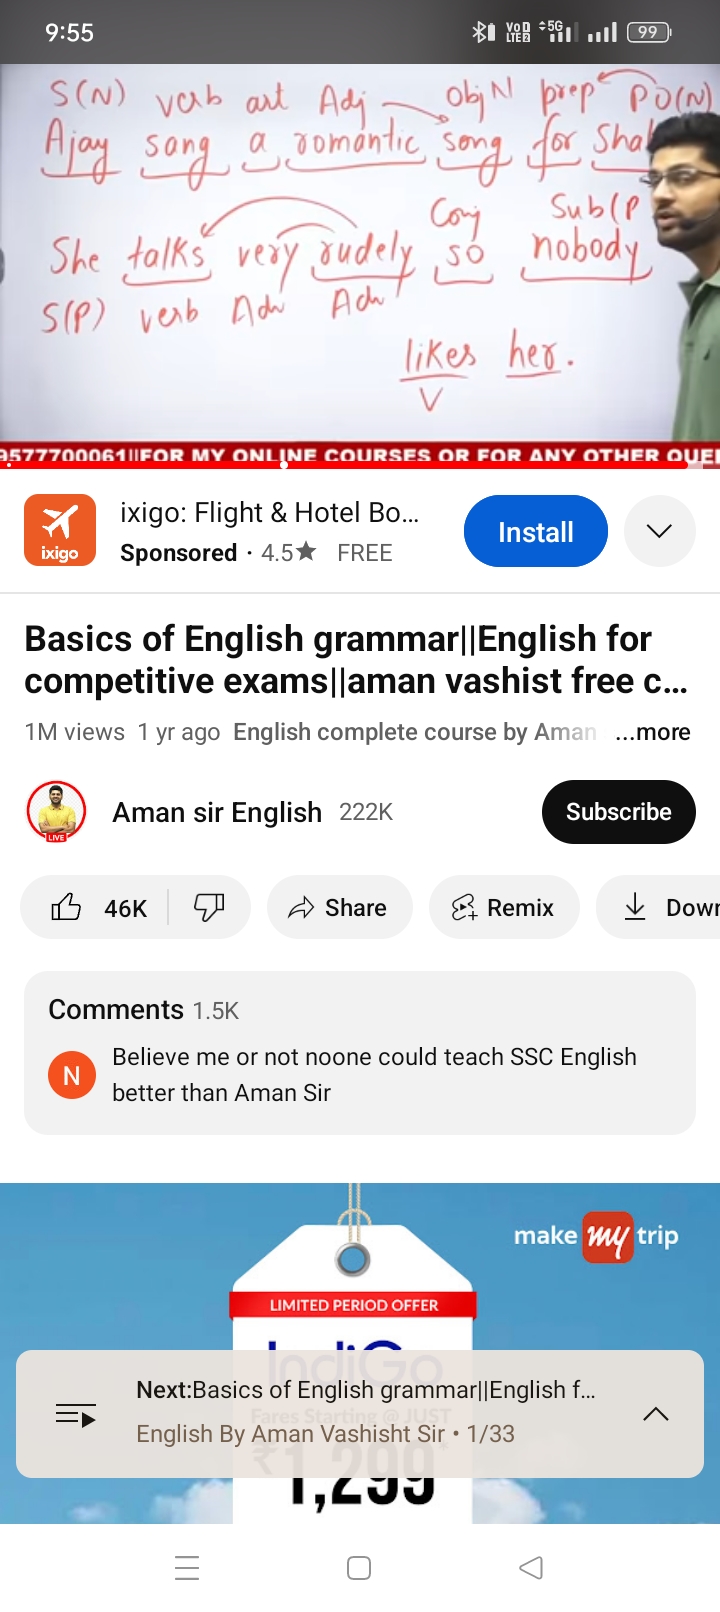 9:55
VoD LTE2 5G 99
S(N) verb art Adj Obj N prep PO(N)
Ajay sang a romantic song for
Conj Sub(P
She talks very rudely so nobody
S(P) verb Adv Adv
likes her.
V
9577700061||FOR MY ONLINE COURSES OR FOR ANY OTHER
ixigo
ixigo: Flight & Hotel Bo...
Install
Sponsored · 4.5★ FREE
Basics of English grammar||English for
competitive exams||aman vashist free c...
1M views 1 yr ago English complete course by Aman ...more
LIVE
Aman sir English 222K
Subscribe
46K
Share
Remix
Down
Comments 1.5K
N
Believe me or not noone could teach SSC English
better than Aman Sir
make my trip
LIMITED PERIOD OFFER
IndiGo
Next:Basics of English grammar||English f...
Fares Starting @ JUST
English By Aman Vashisht Sir • 1/33
₹1,299*